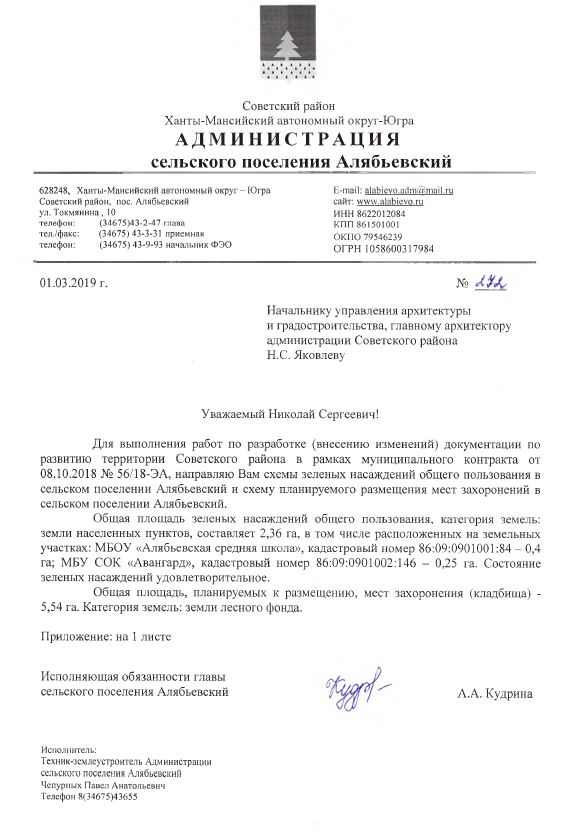 Советский район
Ханты-Мансийский автономный округ-Югра
АДМИНИСТРАЦИЯ
сельского поселения Алябьевский
628248, Ханты-Мансийский автономный округ – Югра
Советский район, пос. Алябьевский
ул. Токмянина , 10
телефон: (34675)43-2-47 глава
тел./факс: (34675) 43-3-31 приемная
телефон: (34675) 43-9-93 начальник ФЭО
E-mail: alabievo.adm@mail.ru
сайт: www.alabievo.ru
ИНН 8622012084
КПП 861501001
ОКПО 79546239
ОГРН 1058600317984
01.03.2019 г.
№ 272
Начальнику управления архитектуры
и градостроительства, главному архитектору
администрации Советского района
Н.С. Яковлеву
Уважаемый Николай Сергеевич!
Для выполнения работ по разработке (внесению изменений) документации по
развитию территории Советского района в рамках муниципального контракта от
08.10.2018 № 56/18-ЭА, направляю Вам схемы зеленых насаждений общего пользования в
сельском поселении Алябьевский и схему планируемого размещения мест захоронений в
сельском поселении Алябьевский.
Общая площадь зеленых насаждений общего пользования, категория земель:
земли населенных пунктов, составляет 2,36 га, в том числе расположенных на земельных
участках: МБОУ «Алябьевская средняя школа», кадастровый номер 86:09:0901001:84 – 0,4
га; МБУ СОК «Авангард», кадастровый номер 86:09:0901002:146 – 0,25 га. Состояние
зеленых насаждений удовлетворительное.
Общая площадь, планируемых к размещению, мест захоронения (кладбища) -
5,54 га. Категория земель: земли лесного фонда.
Приложение: на 1 листе
Исполняющая обязанности главы
сельского поселения Алябьевский
А.А. Кудрина
Исполнитель:
Техник-землеустроитель Администрации
сельского поселения Алябьевский
Чепурных Павел Анатольевич
Телефон 8(34675)43655